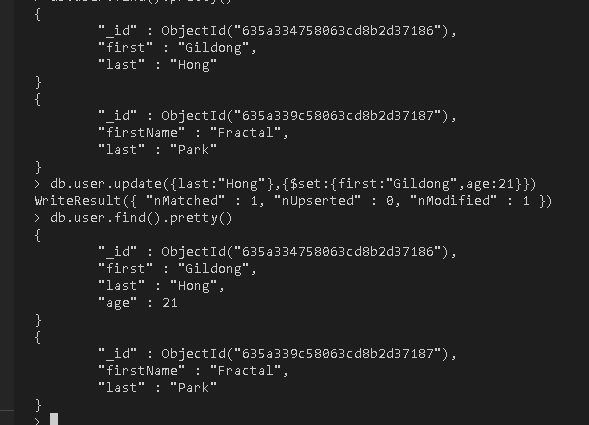 {
        "_id" : ObjectId("635a334758063cd8b2d37186"),
        "first" : "Gildong",
        "last" : "Hong"
}
{
        "_id" : ObjectId("635a339c58063cd8b2d37187"),
        "firstName" : "Fractal",
        "last" : "Park"
}
> db.user.update({last:"Hong"},{$set:{first:"Gildong",age:21}})
WriteResult({ "nMatched" : 1, "nUpserted" : 0, "nModified" : 1 })
> db.user.find().pretty()
{
        "_id" : ObjectId("635a334758063cd8b2d37186"),
        "first" : "Gildong",
        "last" : "Hong",
        "age" : 21
}
{
        "_id" : ObjectId("635a339c58063cd8b2d37187"),
        "firstName" : "Fractal",
        "last" : "Park"
}
>